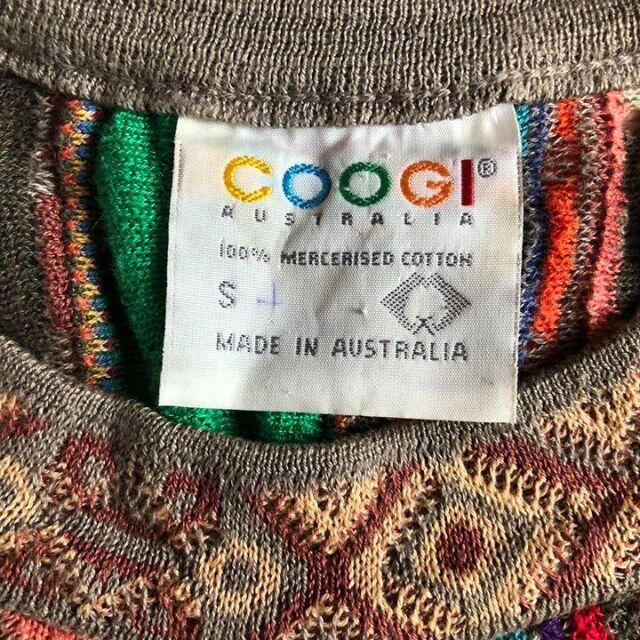 COOGI®
AUSTRALIA
100% MERCERISED COTTON
S +
MADE IN AUSTRALIA